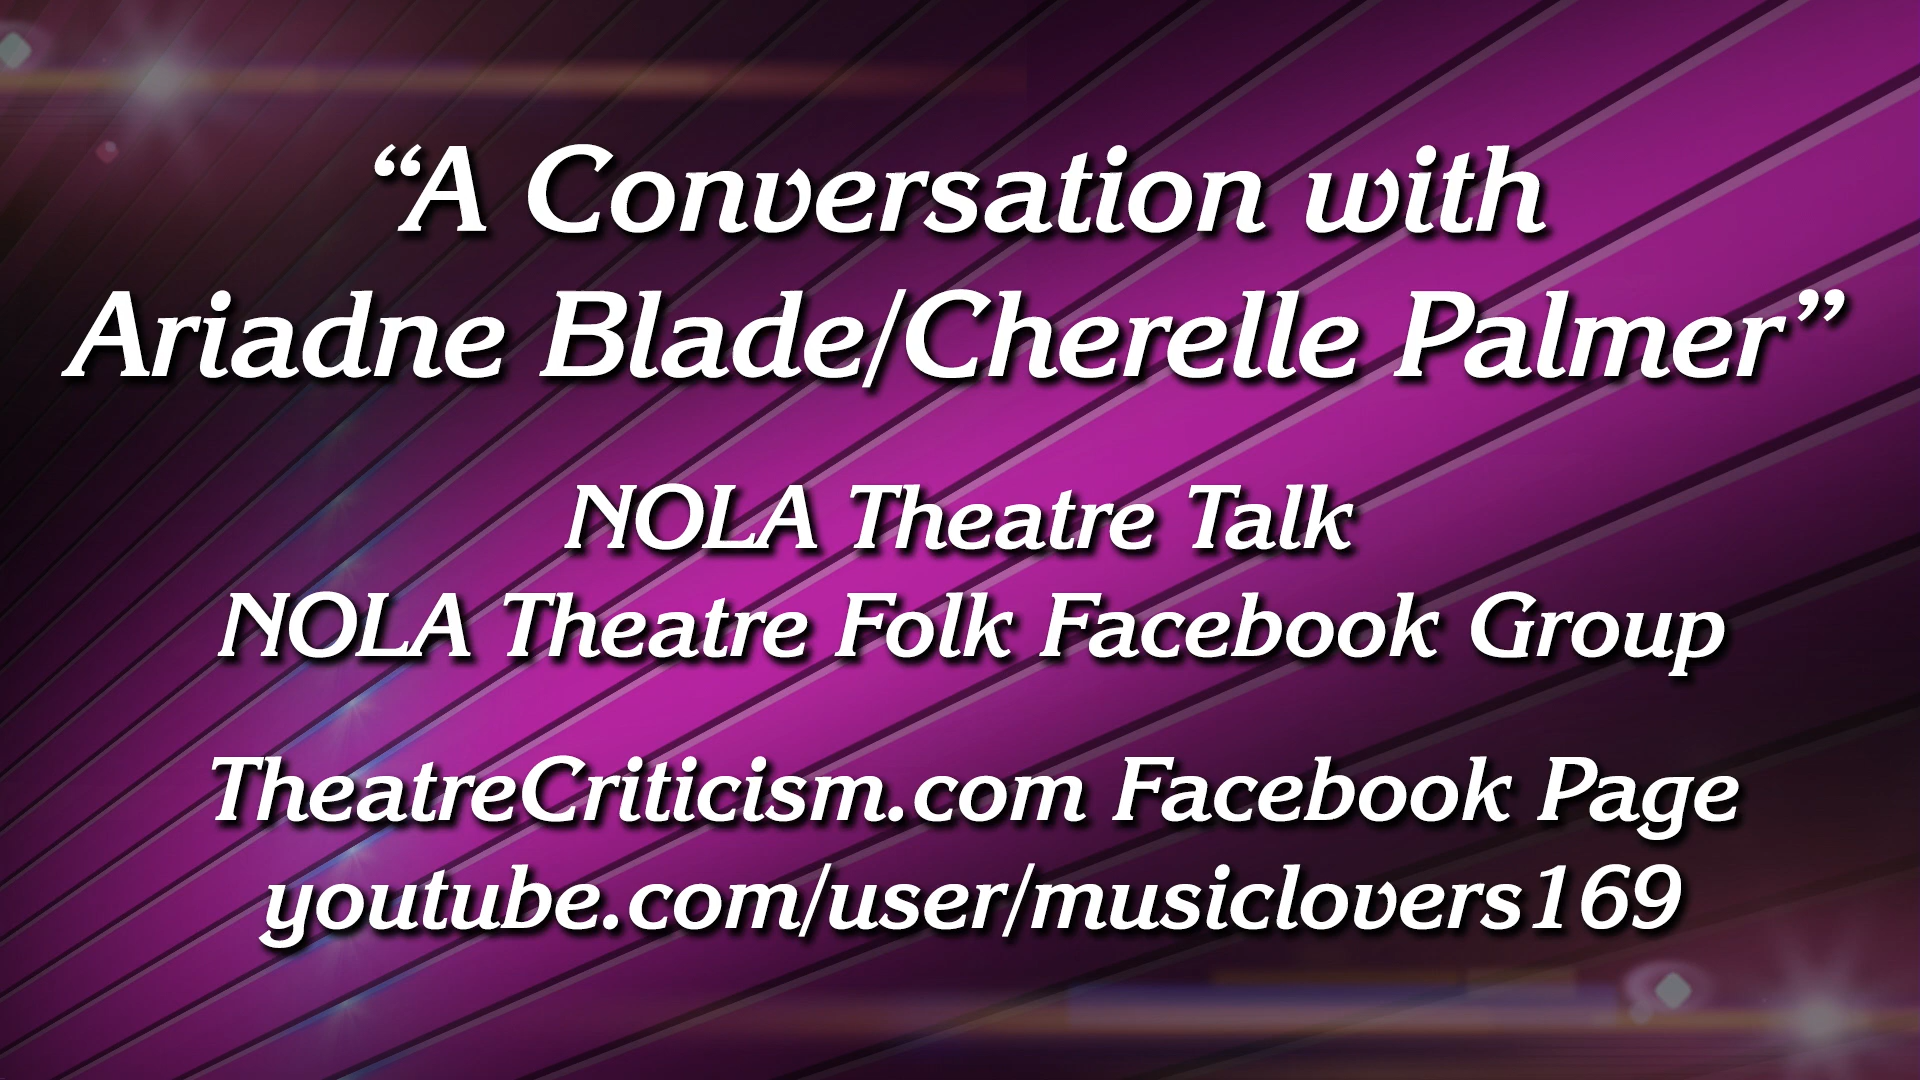 “A Conversation with
Ariadne Blade/Cherelle Palmer”
NOLA Theatre Talk
NOLA Theatre Folk Facebook Group
TheatreCriticism.com Facebook Page
youtube.com/user/musiclovers169